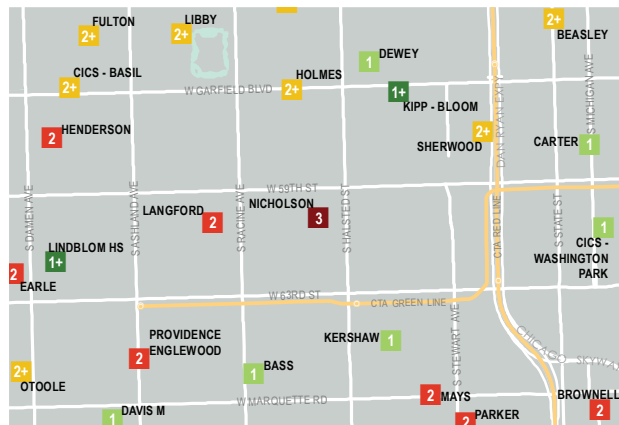 FULTON
2+
LIBBY
2+
2+
DEWEY
1
2+
BEASLEY
CICS - BASIL
2+
HOLMES
2+
W GARFIELD BLVD
1+
KIPP - BLOOM
DAN RYAN EXPY
S MICHIGAN AVE
HENDERSON
2
SHERWOOD
2+
CARTER
1
S DAMEN AVE
S ASHLAND AVE
S RACINE AVE
S HALSTED ST
W 59TH ST
LANGFORD
2
NICHOLSON
3
CTA RED LINE
S STATE ST
1
CICS -
WASHINGTON
PARK
LINDBLOM HS
1+
2
EARLE
W 63RD ST
CTA GREEN LINE
S STEWART AVE
PROVIDENCE
ENGLEWOOD
2
KERSHAW
1
CHICAGO SKYWAY
2+
OTOOLE
1
BASS
W MARQUETTE RD
2
MAYS
BROWNELL
2
1
DAVIS M
2
PARKER